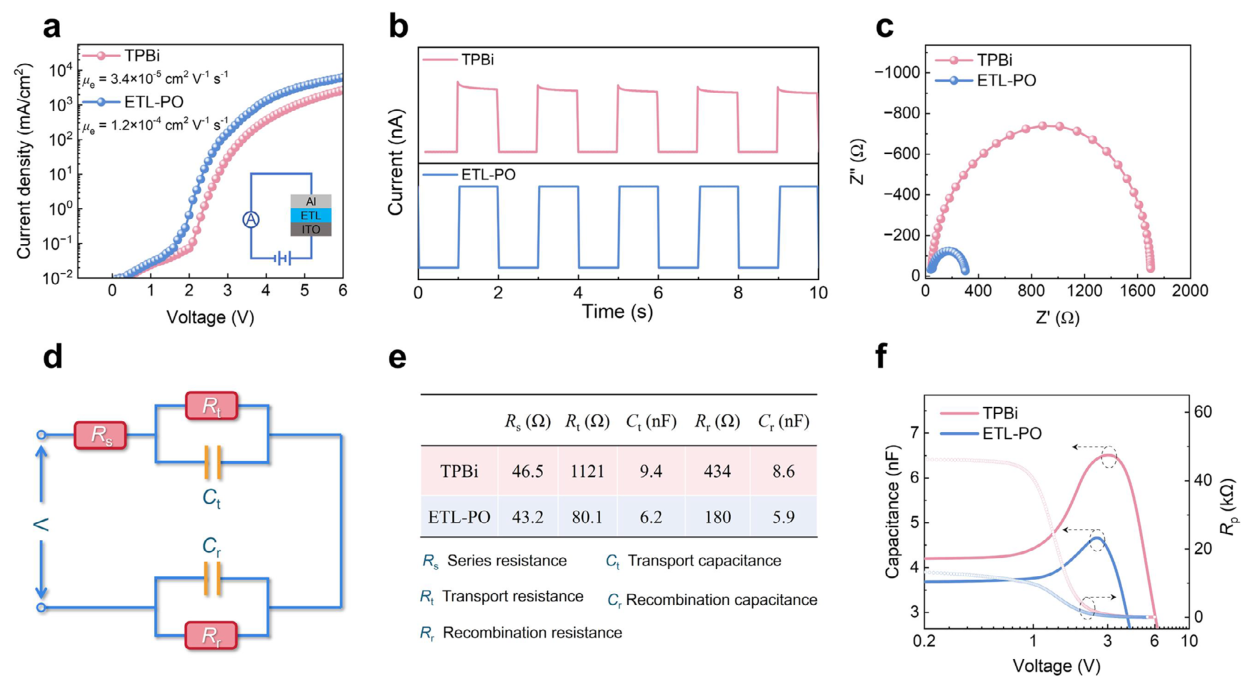 a
TPBi
μe = 3.4×10-5 cm2 V-1 s-1
ETL-PO
μe = 1.2×10-4 cm2 V-1 s-1
Current density (mA/cm2)
104
103
102
101
100
10-1
10-2
0 1 2 3 4 5 6
Voltage (V)
A
Al
ETL
ITO
b
TPBi
ETL-PO
Current (nA)
0 2 4 6 8 10
Time (s)
c
TPBi
ETL-PO
Z'' (Ω)
−1000
−800
−600
−400
−200
0 400 800 1200 1600 2000
Z' (Ω)
d
Rs
Rt
Ct
V
Cr
Rr
e
Rs (Ω) Rt (Ω) Ct (nF) Rr (Ω) Cr (nF)
TPBi 46.5 1121 9.4 434 8.6
ETL-PO 43.2 80.1 6.2 180 5.9
Rs Series resistance Ct Transport capacitance
Rt Transport resistance Cr Recombination capacitance
Rr Recombination resistance
f
TPBi
ETL-PO
Capacitance (nF)
7
6
5
4
3
60
40
20
0
Rp (kΩ)
0.2 1 3 6 10
Voltage (V)